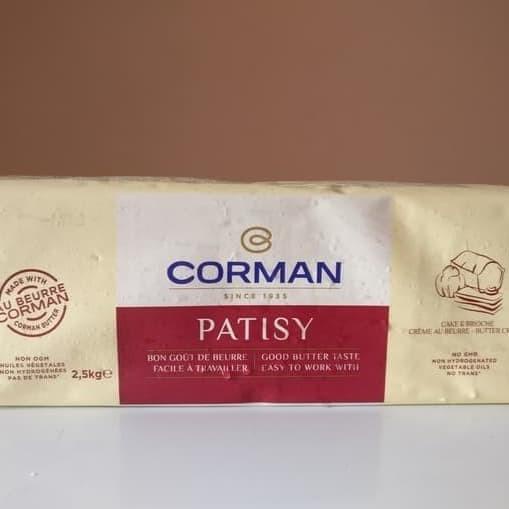 MADE WITH
AU BEURRE
CORMAN
CORMAN BUTTER
NON OGM
HUILES VÉGÉTALES
NON HYDROGÉNÉES
PAS DE TRANS*
2,5kg℮
CORMAN
SINCE 1935
PATISY
BON GOÛT DE BEURRE
FACILE À TRAVAILLER
GOOD BUTTER TASTE
EASY TO WORK WITH
CAKE & BRIOCHE
CRÈME AU BEURRE - BUTTER
NO GMO
NON HYDROGENATED
VEGETABLE OILS
NO TRANS*